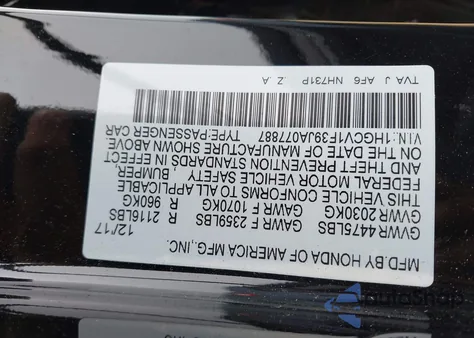 MFD.BY HONDA OF AMERICA MFG.,INC. 12/17
GVWR 4475LBS GAWR F 2359LBS R 2116LBS
GVWR 2030KG GAWR F 1070KG R 960KG
THIS VEHICLE CONFORMS TO ALL APPLICABLE
FEDERAL MOTOR VEHICLE SAFETY, BUMPER,
AND THEFT PREVENTION STANDARDS IN EFFECT
ON THE DATE OF MANUFACTURE SHOWN ABOVE
VIN:1HGCV1F39JA077887 TYPE:PASSENGER CAR
TVA J AF6 NH731P Z A
AutoShop